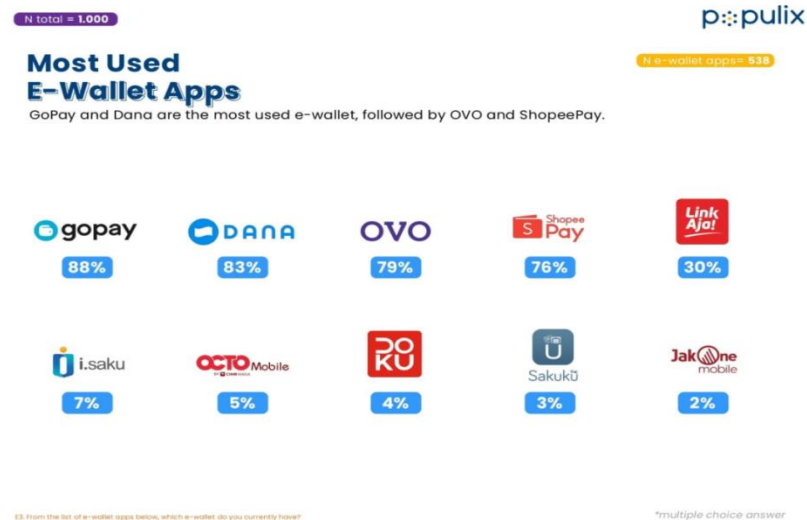 N total = 1.000
populix
Most Used
E-Wallet Apps
N e-wallet apps= 538
GoPay and Dana are the most used e-wallet, followed by OVO and ShopeePay.
gopay
DANA
OVO
S Shopee Pay
Link Aja!
88%
83%
79%
76%
30%
i.saku
OCTO Mobile
DOKU
U Sakuku
JakOne mobile
7%
5%
4%
3%
2%
E3. From the list of e-wallet apps below, which e-wallet do you currently have?
*multiple choice answer